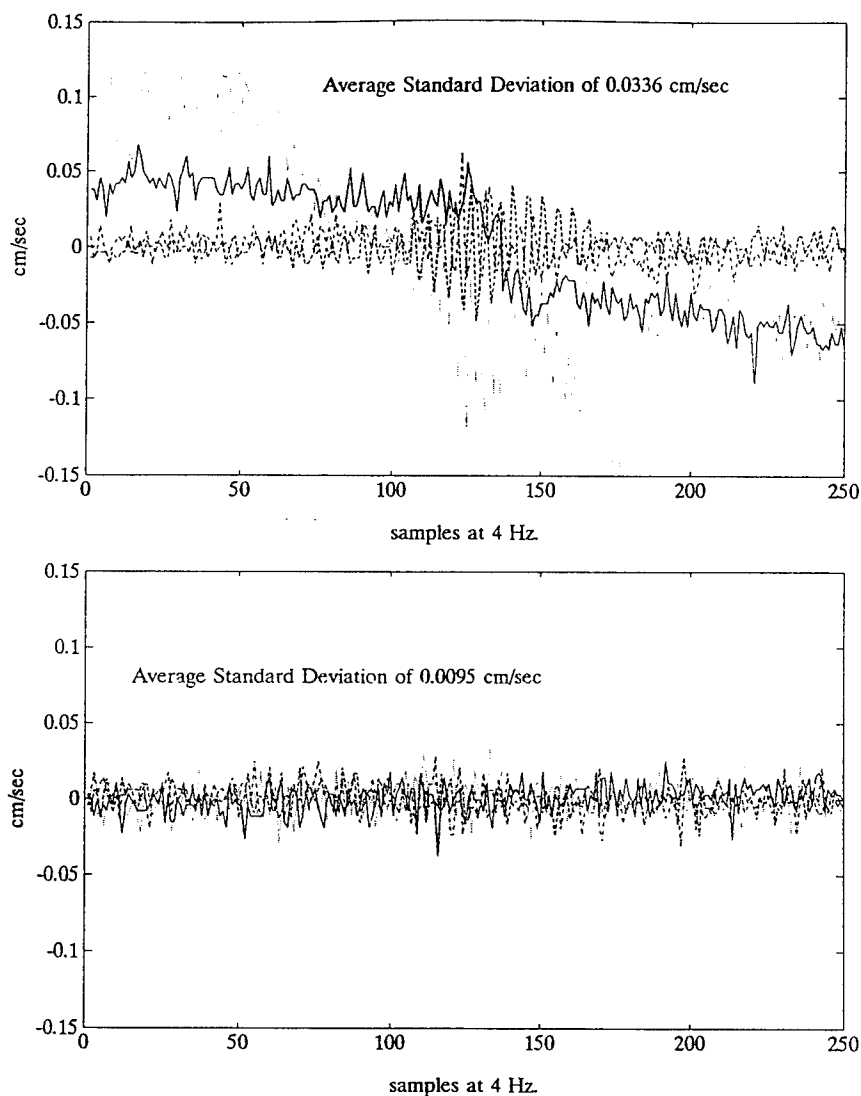 0.15
Average Standard Deviation of 0.0336 cm/sec
0.1
0.05
0
-0.05
-0.1
-0.15
cm/sec
0 50 100 150 200 250
samples at 4 Hz.
0.15
0.1
Average Standard Deviation of 0.0095 cm/sec
0.05
0
-0.05
-0.1
-0.15
cm/sec
0 50 100 150 200 250
samples at 4 Hz.